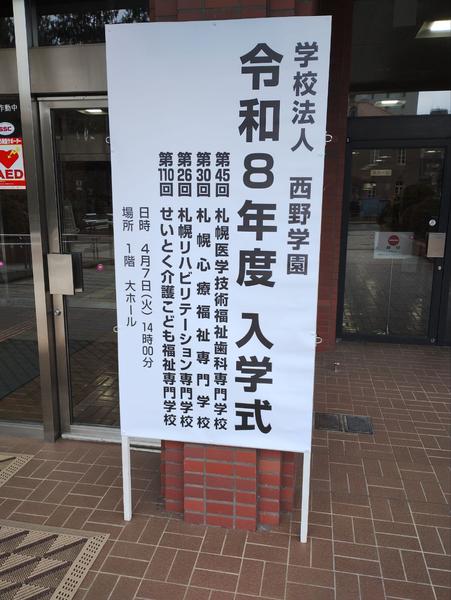 学校法人 西野学園
令和8年度 入学式
第45回 札幌医学技術福祉歯科専門学校
第30回 札幌心療福祉専門学校
第26回 札幌リハビリテーション専門学校
第110回 せいとく介護こども福祉専門学校
日時 4月7日(火) 14時00分
場所 1階 大ホール
作動中
SSC
AED